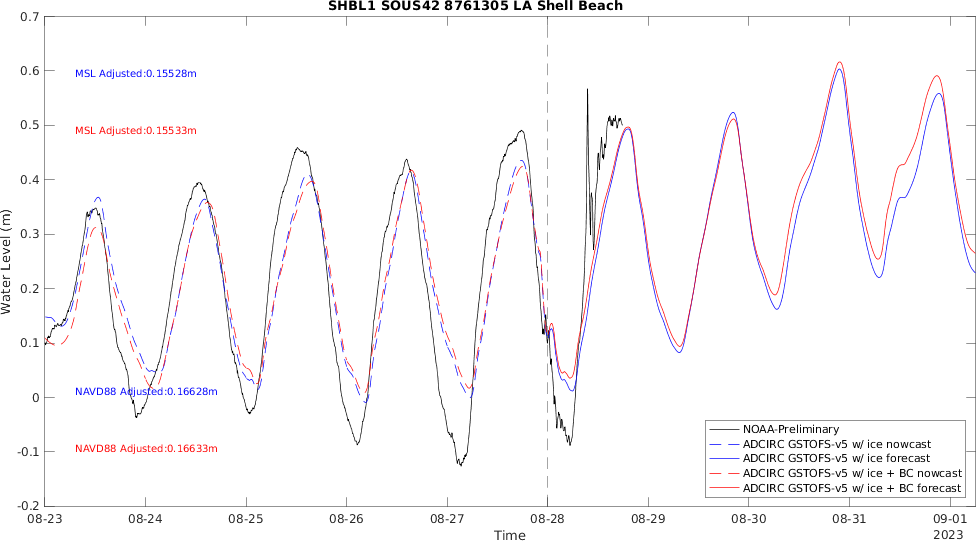 SHBL1 SOUS42 8761305 LA Shell Beach
0.7
0.6
0.5
0.4
0.3
0.2
0.1
0
-0.1
-0.2
Water Level (m)
MSL Adjusted:0.15528m
MSL Adjusted:0.15533m
NAVD88 Adjusted:0.16628m
NAVD88 Adjusted:0.16633m
NOAA-Preliminary
ADCIRC GSTOFS-v5 w/ ice nowcast
ADCIRC GSTOFS-v5 w/ ice forecast
ADCIRC GSTOFS-v5 w/ ice + BC nowcast
ADCIRC GSTOFS-v5 w/ ice + BC forecast
08-23 08-24 08-25 08-26 08-27 08-28 08-29 08-30 08-31 09-01
Time
2023